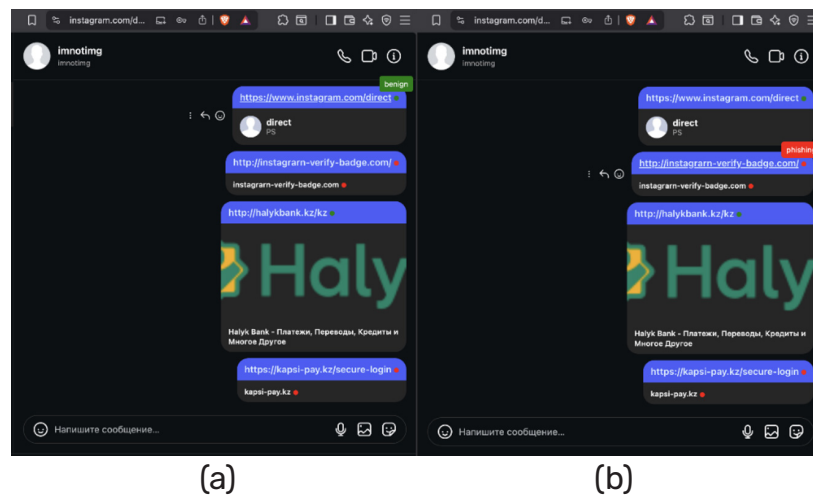 instagram.com/d...
imnotimg
imnotimg
benign
https://www.instagram.com/direct
direct
PS
http://instagrarn-verify-badge.com/
instagrarn-verify-badge.com
http://halykbank.kz/kz
Haly
Halyk Bank - Платежи, Переводы, Кредиты и
Многое Другое
https://kapsi-pay.kz/secure-login
kapsi-pay.kz
Напишите сообщение...
(a)
instagram.com/d...
imnotimg
imnotimg
https://www.instagram.com/direct
direct
PS
phishing
http://instagrarn-verify-badge.com/
instagrarn-verify-badge.com
http://halykbank.kz/kz
Haly
Halyk Bank - Платежи, Переводы, Кредиты и
Многое Другое
https://kapsi-pay.kz/secure-login
kapsi-pay.kz
Напишите сообщение...
(b)